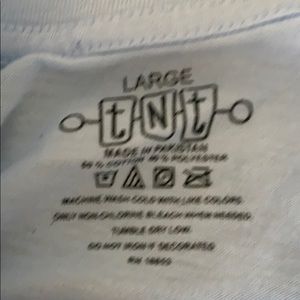 LARGE
tNt
MADE IN PAKISTAN
COTTON POLYESTER
MACHINE WASH COLD WITH LIKE COLORS
ONLY NON-CHLORINE BLEACH WHEN NEEDED
TUMBLE DRY LOW
DO NOT IRON IF DECORATED
RN